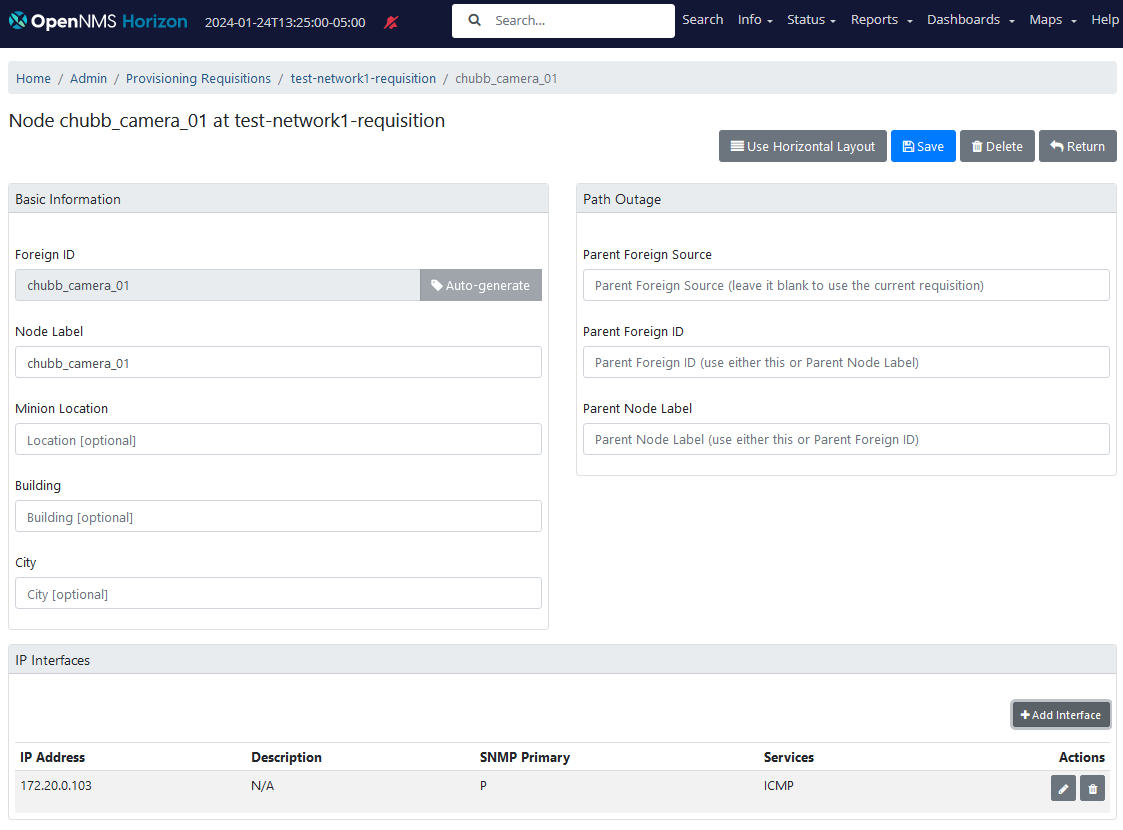 OpenNMS Horizon 2024-01-24T13:25:00-05:00 Search... Search Info Status Reports Dashboards Maps Help
Home / Admin / Provisioning Requisitions / test-network1-requisition / chubb_camera_01
Node chubb_camera_01 at test-network1-requisition
Use Horizontal Layout Save Delete Return
Basic Information
Foreign ID
chubb_camera_01 Auto-generate
Node Label
chubb_camera_01
Minion Location
Location [optional]
Building
Building [optional]
City
City [optional]
Path Outage
Parent Foreign Source
Parent Foreign Source (leave it blank to use the current requisition)
Parent Foreign ID
Parent Foreign ID (use either this or Parent Node Label)
Parent Node Label
Parent Node Label (use either this or Parent Foreign ID)
IP Interfaces
Add Interface
IP Address Description SNMP Primary Services Actions
172.20.0.103 N/A P ICMP